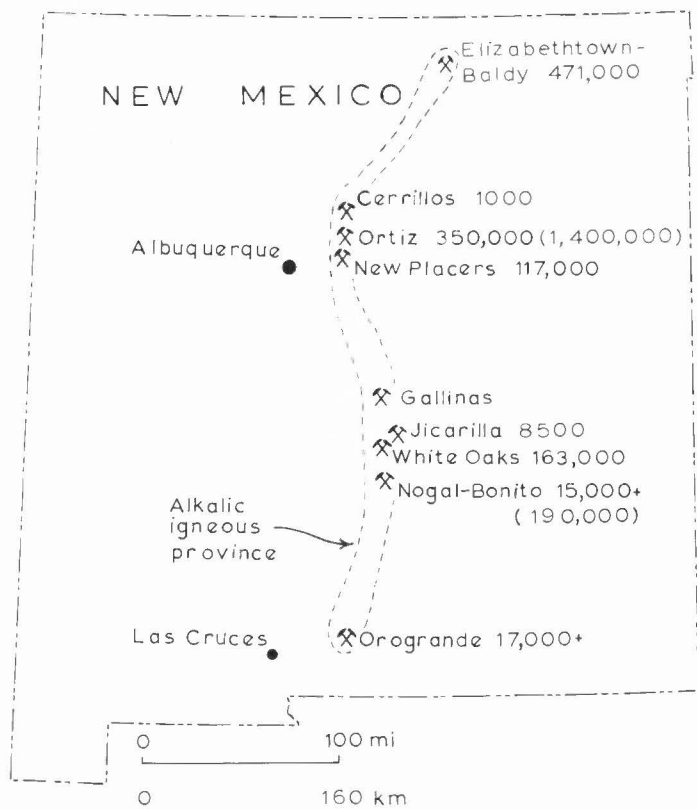 Elizabethtown-
Baldy 471,000
NEW MEXICO
Cerrillos 1000
Ortiz 350,000(1,400,000)
Albuquerque
New Placers 117,000
Gallinas
Jicarilla 8500
White Oaks 163,000
Nogal-Bonito 15,000+
(190,000)
Alkalic
igneous
province
Las Cruces
Orogrande 17,000+
0 100 mi
0 160 km